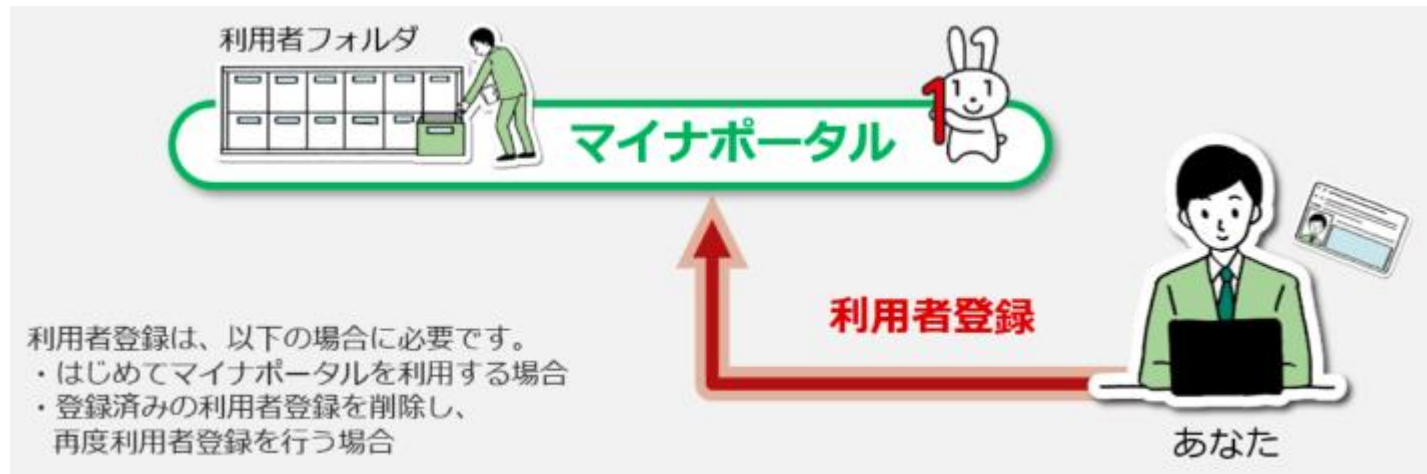 利用者フォルダ
マイナポータル
利用者登録
利用者登録は、以下の場合に必要です。
・はじめてマイナポータルを利用する場合
・登録済みの利用者登録を削除し、
再度利用者登録を行う場合
あなた